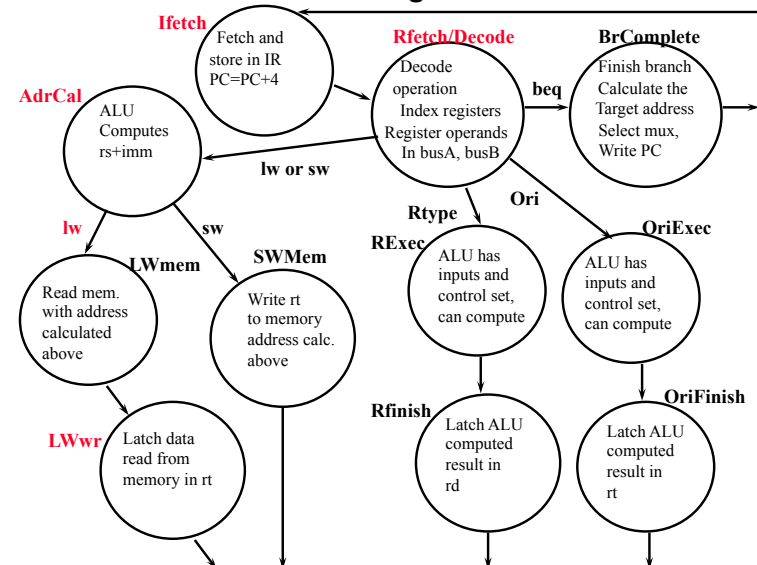 Ifetch
Fetch and
store in IR
PC=PC+4
Rfetch/Decode
Decode
operation
Index registers
Register operands
In busA, busB
beq
BrComplete
Finish branch
Calculate the
Target address
Select mux,
Write PC
AdrCal
ALU
Computes
rs+imm
lw or sw
Rtype
Ori
lw
sw
LWmem
Read mem.
with address
calculated
above
SWMem
Write rt
to memory
address calc.
above
RExec
ALU has
inputs and
control set,
can compute
OriExec
ALU has
inputs and
control set,
can compute
LWwr
Latch data
read from
memory in rt
Rfinish
Latch ALU
computed
result in
rd
OriFinish
Latch ALU
computed
result in
rt